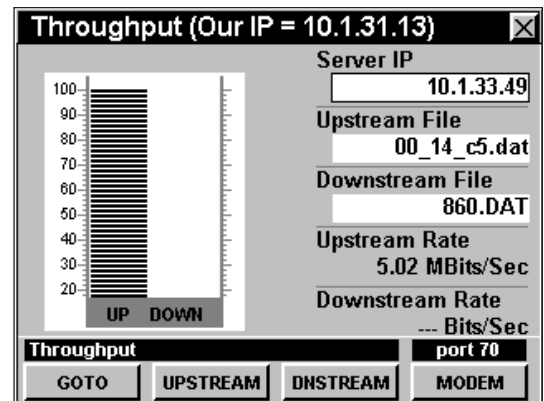 Throughput (Our IP = 10.1.31.13)
Server IP
10.1.33.49
Upstream File
00_14_c5.dat
Downstream File
860.DAT
Upstream Rate
5.02 MBits/Sec
Downstream Rate
--- Bits/Sec
100
90
80
70
60
50
40
30
20
UP DOWN
Throughput port 70
GOTO UPSTREAM DNSTREAM MODEM